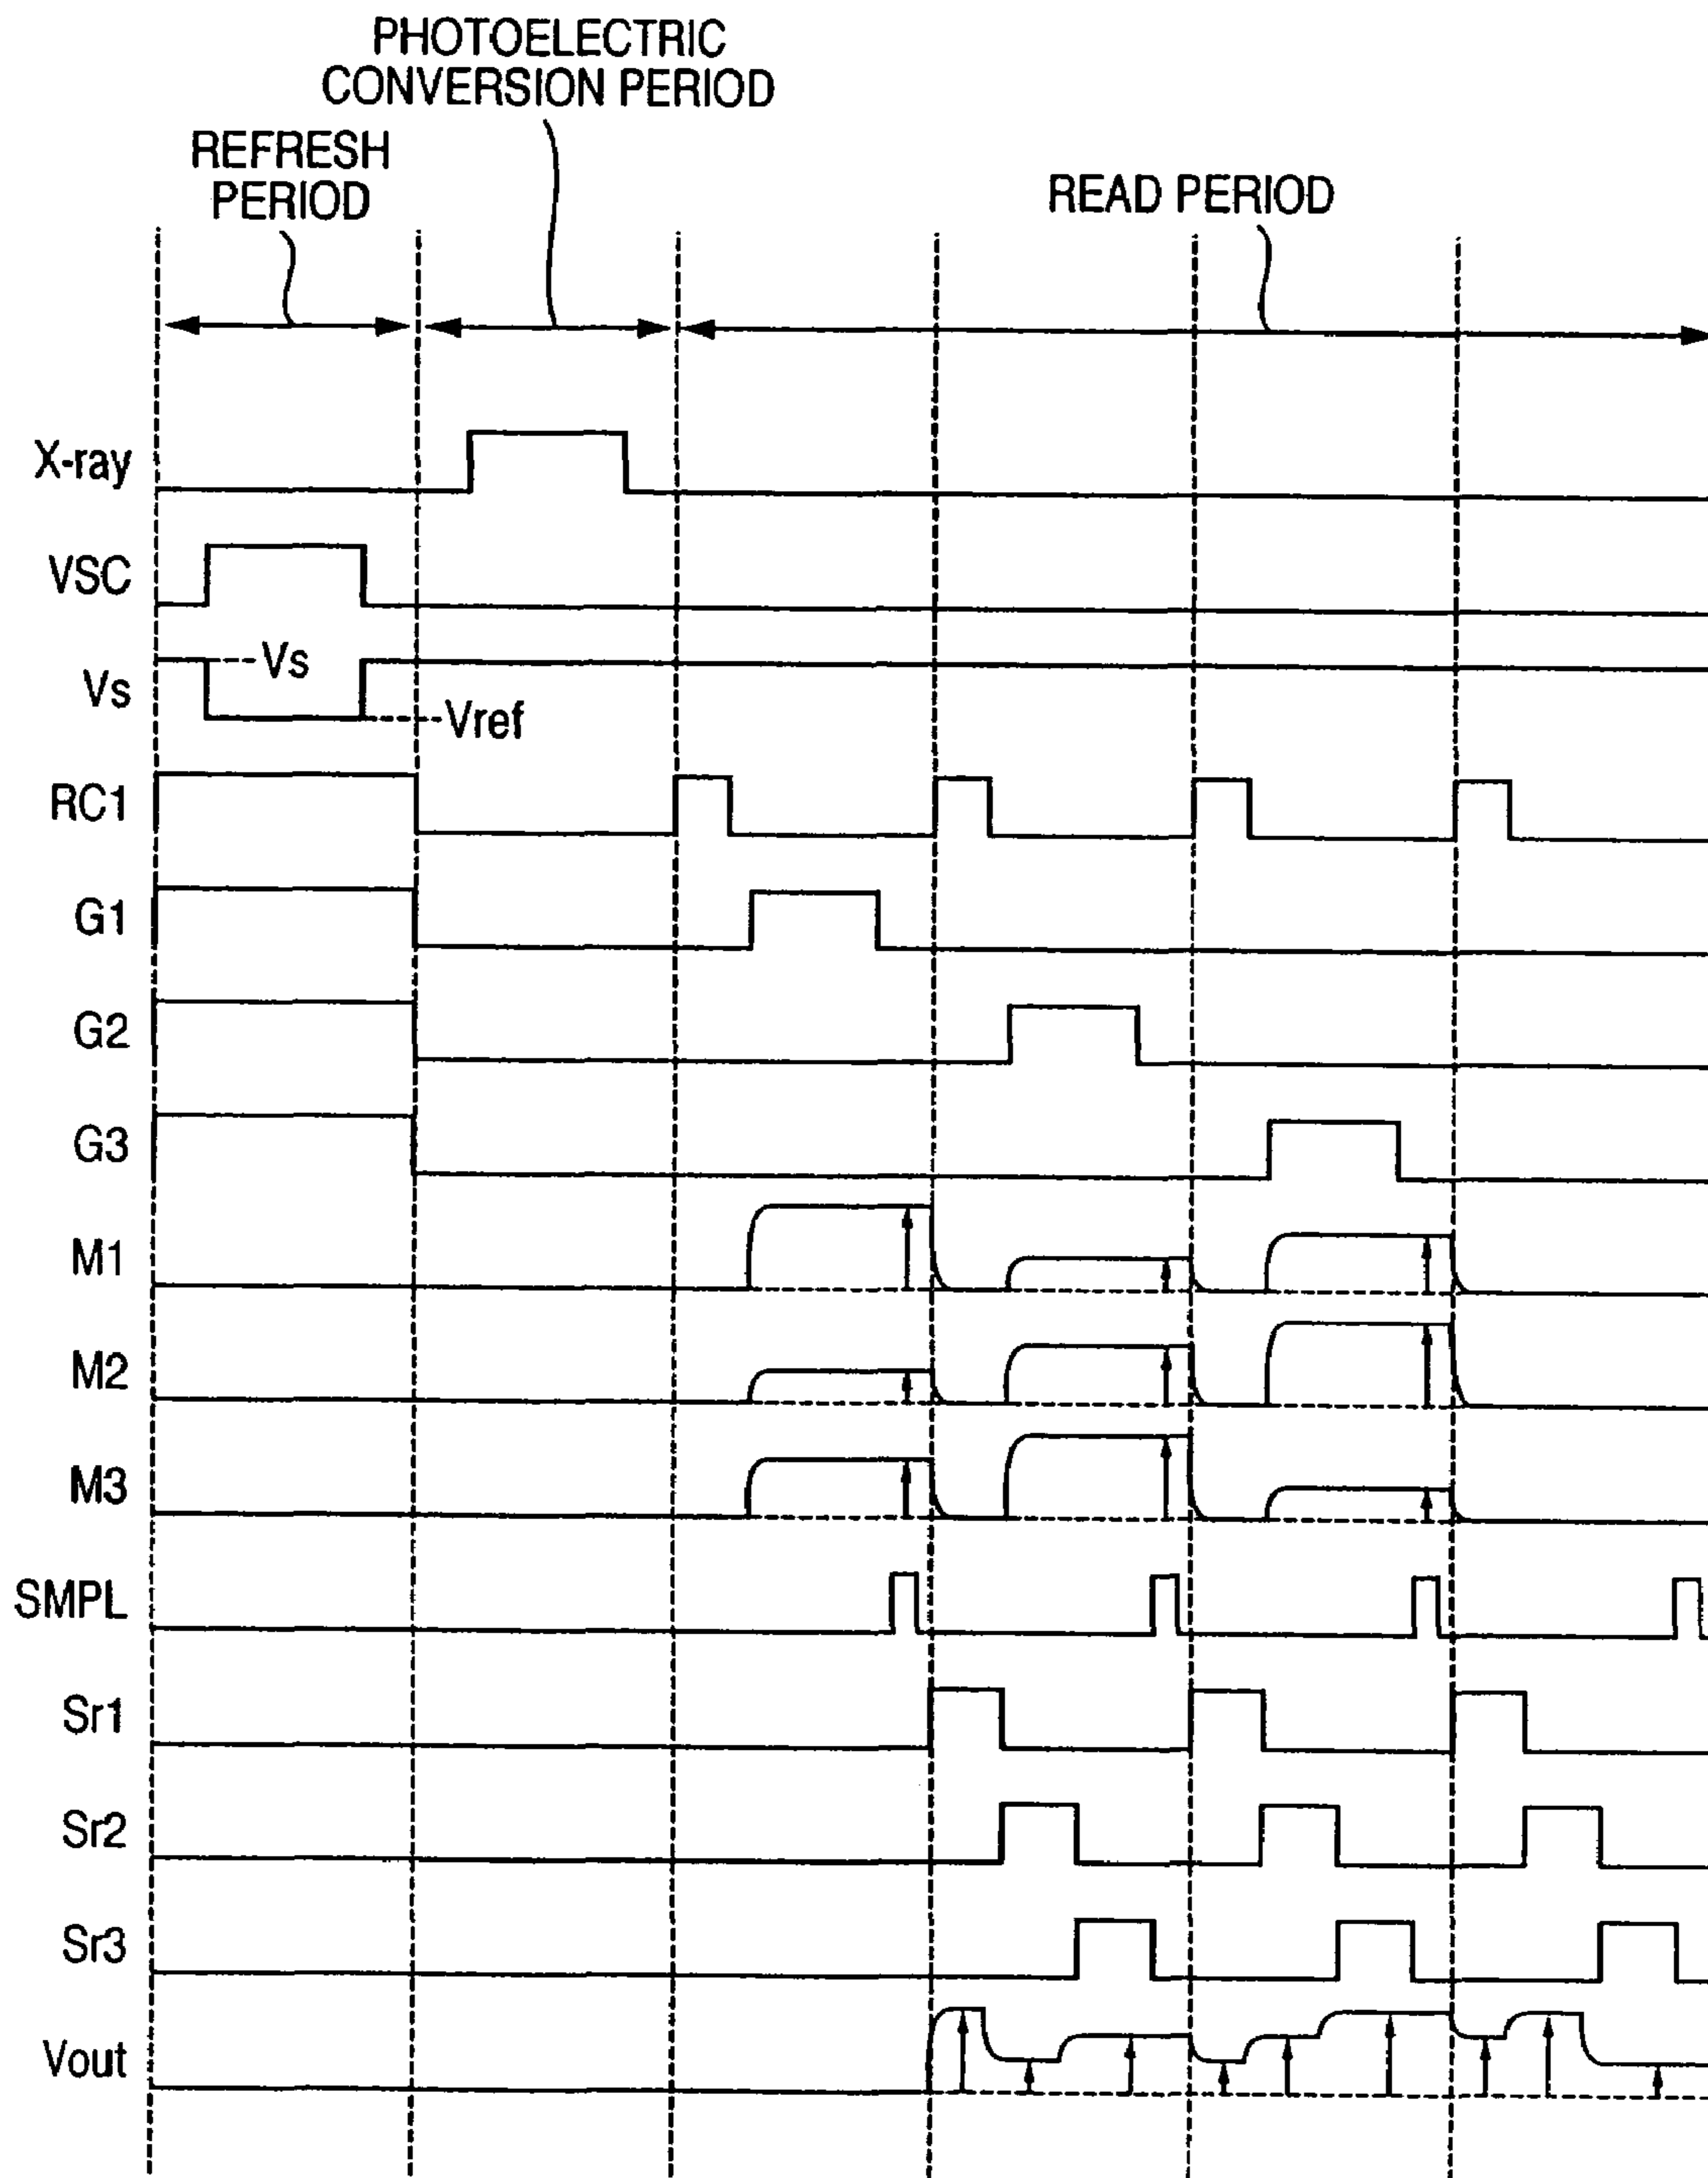 PHOTOELECTRIC
CONVERSION PERIOD
REFRESH
PERIOD
READ PERIOD
X-ray
VSC
Vs
Vs
Vref
RC1
G1
G2
G3
M1
M2
M3
SMPL
Sr1
Sr2
Sr3
Vout